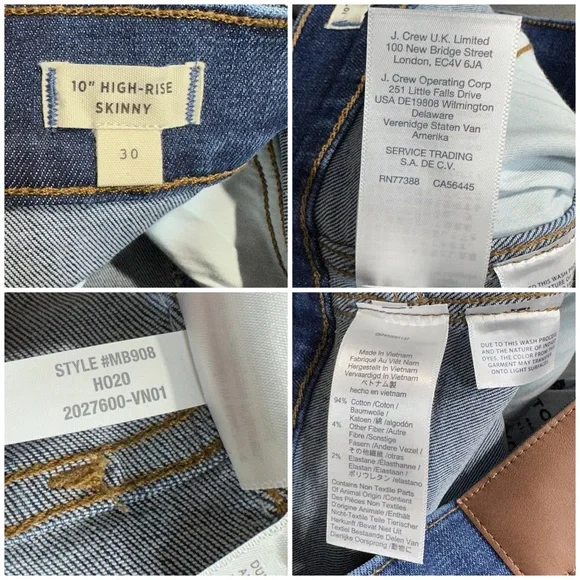 10" HIGH-RISE
SKINNY
30
J. Crew U.K. Limited
100 New Bridge Street
London, EC4V 6JA
J. Crew Operating Corp
251 Little Falls Drive
USA DE19808 Wilmington
Delaware
Verenidge Staten Van
Amerika
SERVICE TRADING
S.A. DE C.V.
RN77388 CA56445
TO THIS WASH
STYLE #MB908
HO20
2027600-VN01
Made In Vietnam
Fabriqué Au Viêt Nam
Hergestellt In Vietnam
Vervaardigd In Vietnam
ベトナム製
hecho en vietnam
94% Cotton /Coton /
Baumwolle /
Katoen /綿 /algodón
4% Other Fiber /Autre
Fibre /Sonstige
Fasern /Andere Vezel /
その他繊維 /otras
2% Elastane /Élasthanne /
Elastan /Elastaan /
ポリウレタン /elastano
Contains Non Textile Parts
Of Animal Origin /Contient
Des Pièces Non Textiles
D'origine Animale /Enthält
Nicht Textile Teile Tierischer
Herkunft /Bevat Niet Uit
Textiel Bestaande Delen Van
Dierlijke Oorsprong /動物に
DUE TO THIS WASH PROCESS
AND THE NATURE OF INDIGO
DYES, THE COLOR FROM
GARMENT MAY TRANSFER
ONTO LIGHT SURFACES.